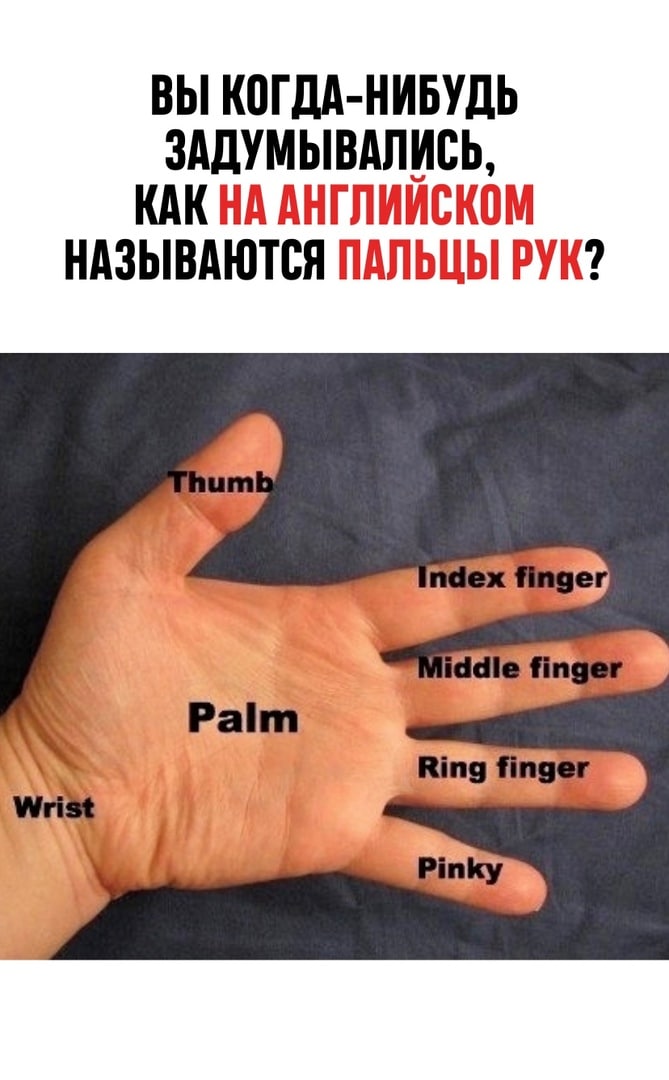 ВЫ КОГДА-НИБУДЬ
ЗАДУМЫВАЛИСЬ,
КАК НА АНГЛИЙСКОМ
НАЗЫВАЮТСЯ ПАЛЬЦЫ РУК?
Thumb
Index finger
Middle finger
Palm
Ring finger
Wrist
Pinky